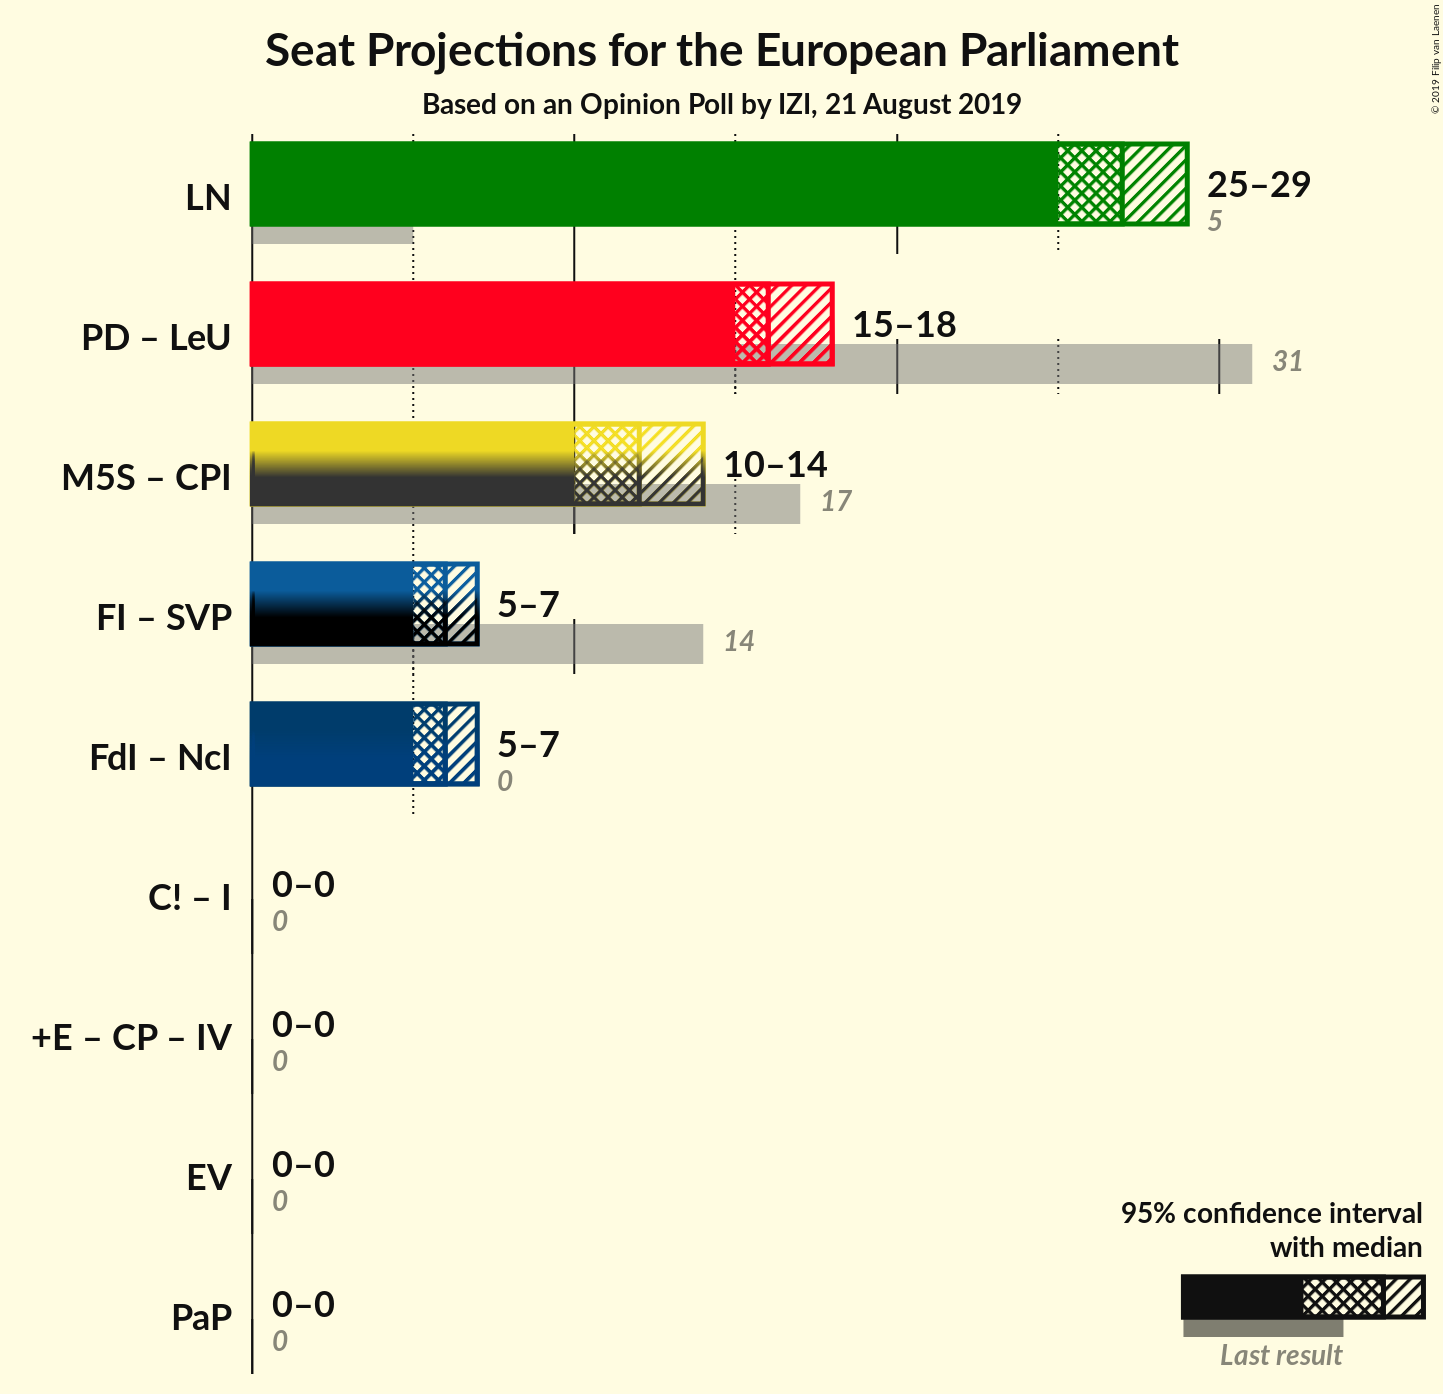 Seat Projections for the European Parliament
Based on an Opinion Poll by IZI, 21 August 2019
© 2019 Filip van Laenen
LN
25–29
5
PD – LeU
15–18
31
M5S – CPI
10–14
17
FI – SVP
5–7
14
FdI – NcI
5–7
0
C! – I
0–0
0
+E – CP – IV
0–0
0
EV
0–0
0
PaP
0–0
0
95% confidence interval
with median
Last result